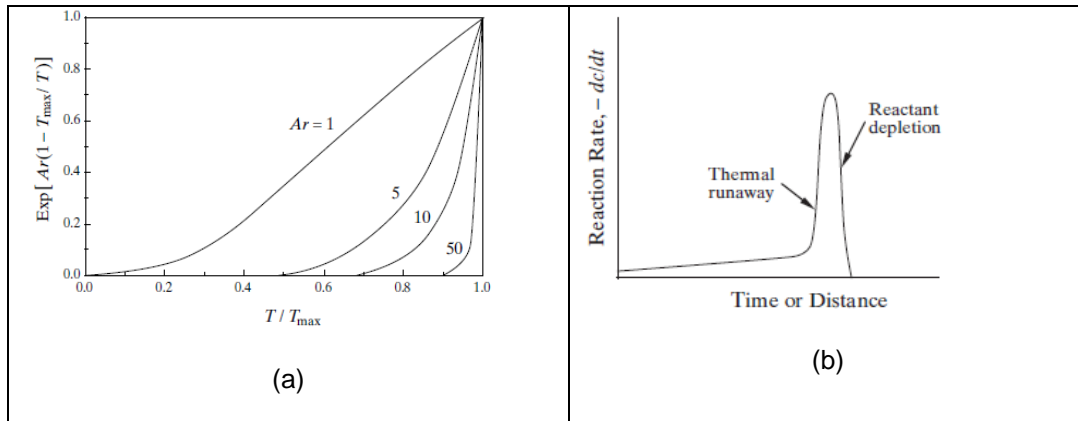 Exp[Ar(1 – T_max / T)]
1.0
0.8
0.6
0.4
0.2
0.0
Ar = 1
5
10
50
0.0 0.2 0.4 0.6 0.8 1.0
T / T_max
(a)
Reaction Rate, – dc/dt
Thermal
runaway
Reactant
depletion
Time or Distance
(b)